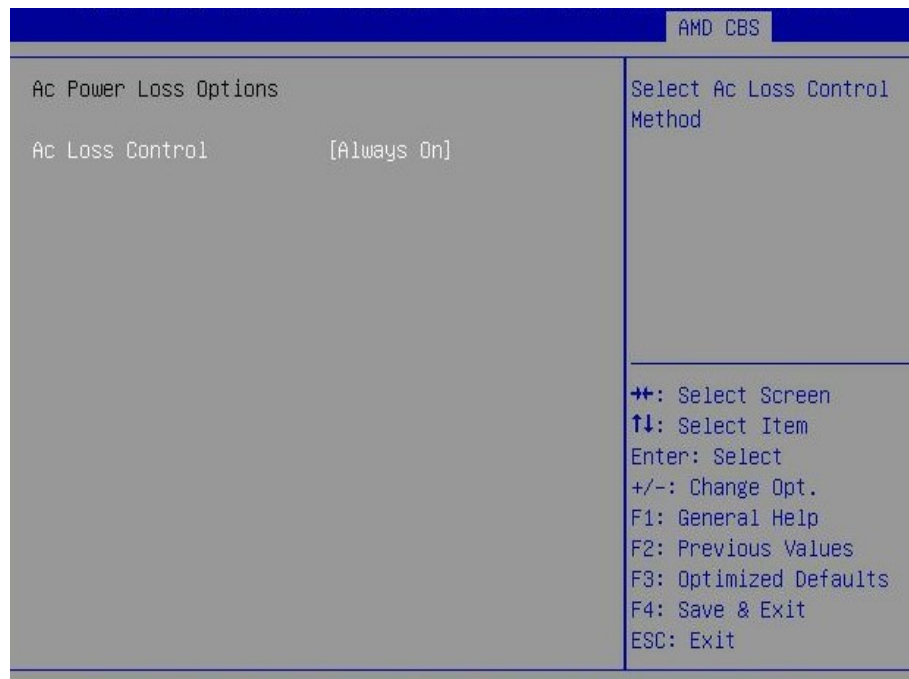 AMD CBS
Ac Power Loss Options
Ac Loss Control [Always On]
Select Ac Loss Control
Method
→←: Select Screen
↑↓: Select Item
Enter: Select
+/-: Change Opt.
F1: General Help
F2: Previous Values
F3: Optimized Defaults
F4: Save & Exit
ESC: Exit